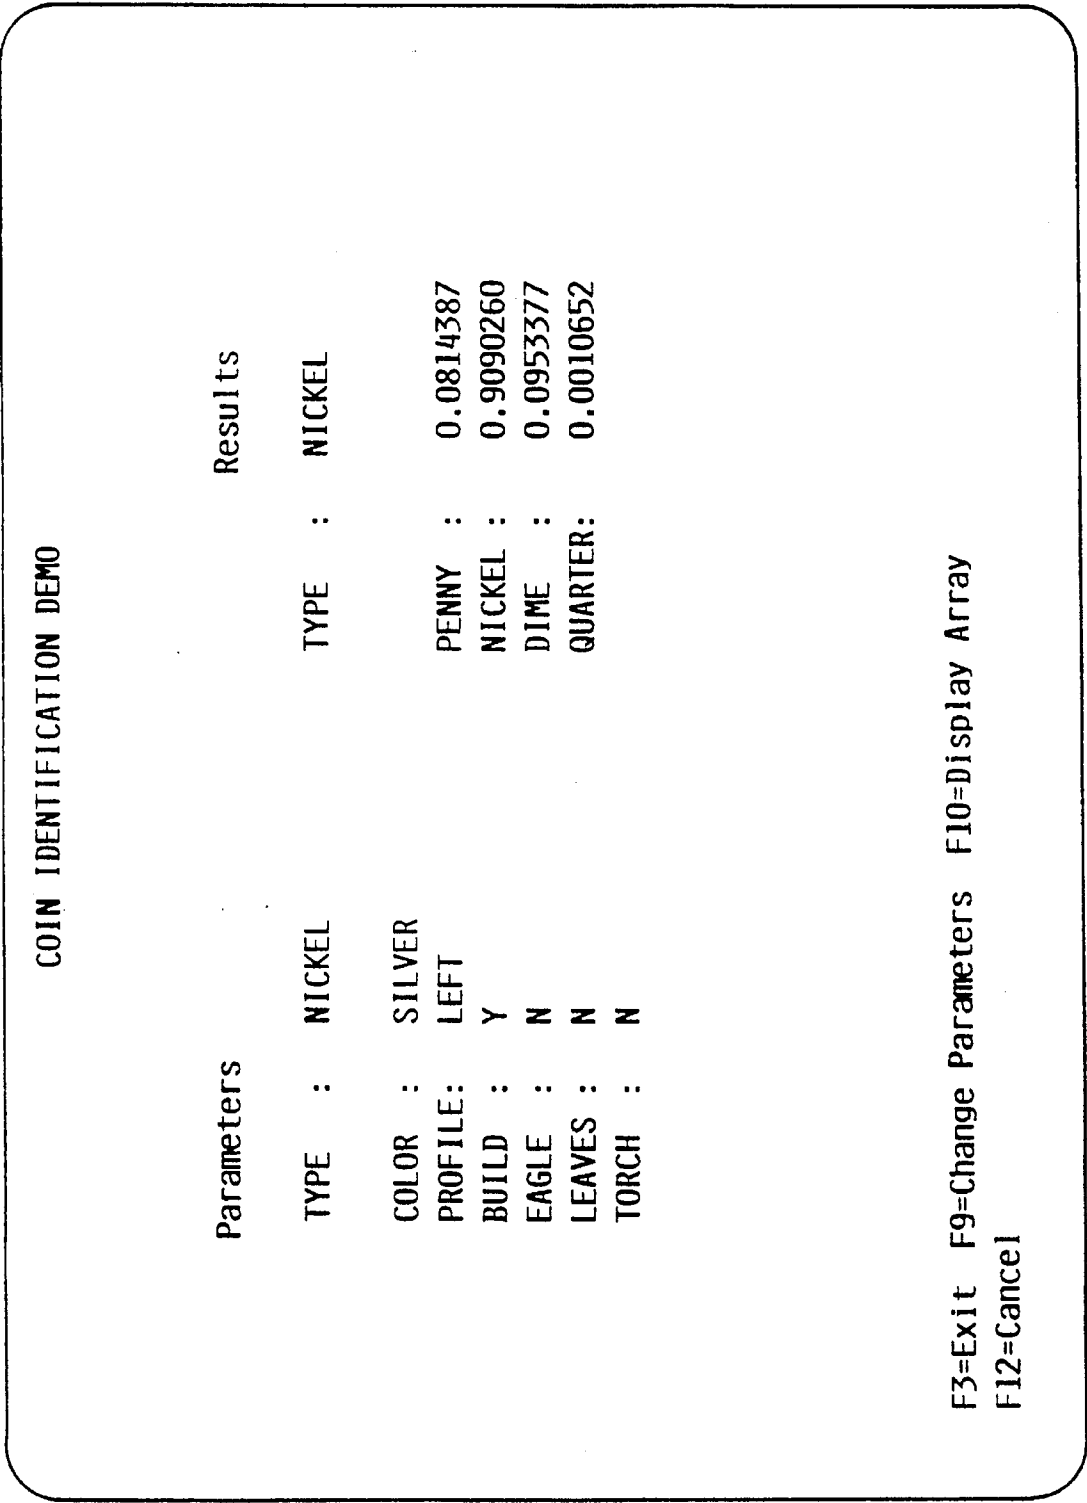 COIN IDENTIFICATION DEMO
Parameters Results
TYPE : NICKEL TYPE : NICKEL
COLOR : SILVER
PROFILE: LEFT PENNY : 0.0814387
BUILD : Y NICKEL : 0.9090260
EAGLE : N DIME : 0.0953377
LEAVES : N QUARTER: 0.0010652
TORCH : N
F3=Exit F9=Change Parameters F10=Display Array
F12=Cancel